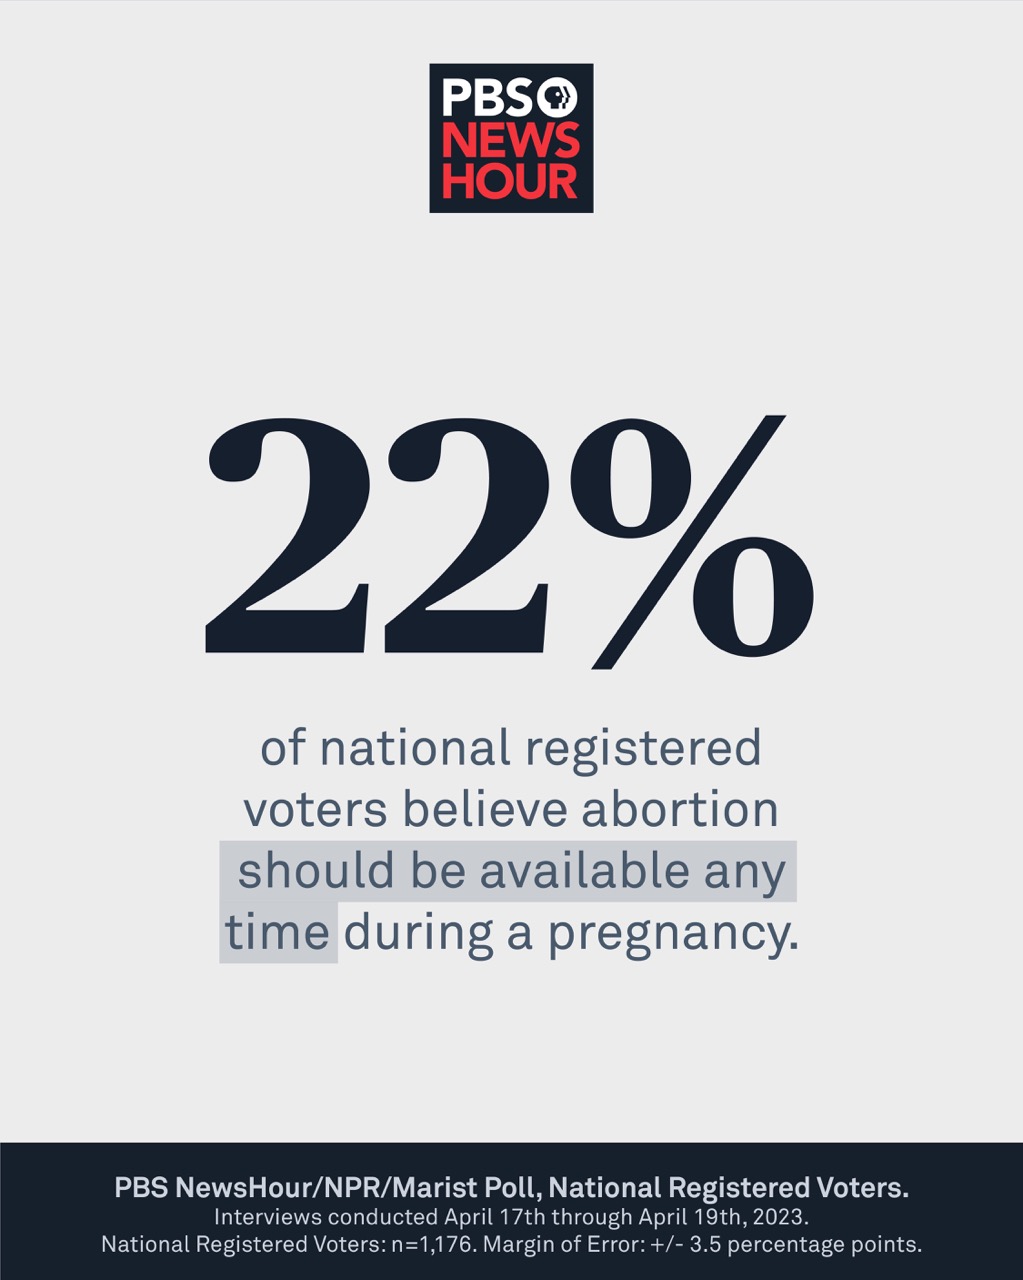 PBS
NEWS
HOUR
22%
of national registered
voters believe abortion
should be available any
time during a pregnancy.
PBS NewsHour/NPR/Marist Poll, National Registered Voters.
Interviews conducted April 17th through April 19th, 2023.
National Registered Voters: n=1,176. Margin of Error: +/- 3.5 percentage points.